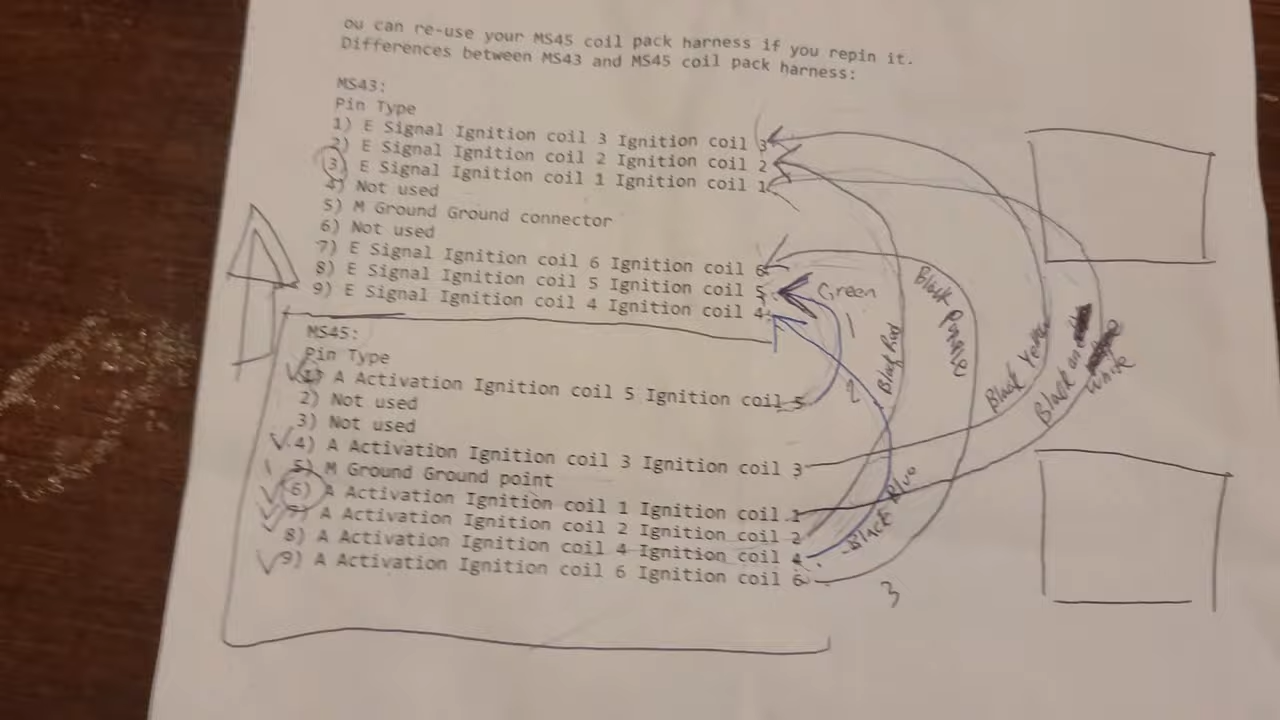 ou can re-use your MS45 coil pack harness if you repin it.
Differences between MS43 and MS45 coil pack harness:
MS43:
Pin Type
1) E Signal Ignition coil 3 Ignition coil 3
2) E Signal Ignition coil 2 Ignition coil 2
3) E Signal Ignition coil 1 Ignition coil 1
4) Not used
5) M Ground Ground connector
6) Not used
7) E Signal Ignition coil 6 Ignition coil 6
8) E Signal Ignition coil 5 Ignition coil 5
9) E Signal Ignition coil 4 Ignition coil 4
MS45:
Pin Type
1) A Activation Ignition coil 5 Ignition coil 5
2) Not used
3) Not used
4) A Activation Ignition coil 3 Ignition coil 3
5) M Ground Ground point
6) A Activation Ignition coil 1 Ignition coil 1
7) A Activation Ignition coil 2 Ignition coil 2
8) A Activation Ignition coil 4 Ignition coil 4
9) A Activation Ignition coil 6 Ignition coil 6
Green
1
2
Black Red
Black Purple
Black
Black
White
Black Blue
3